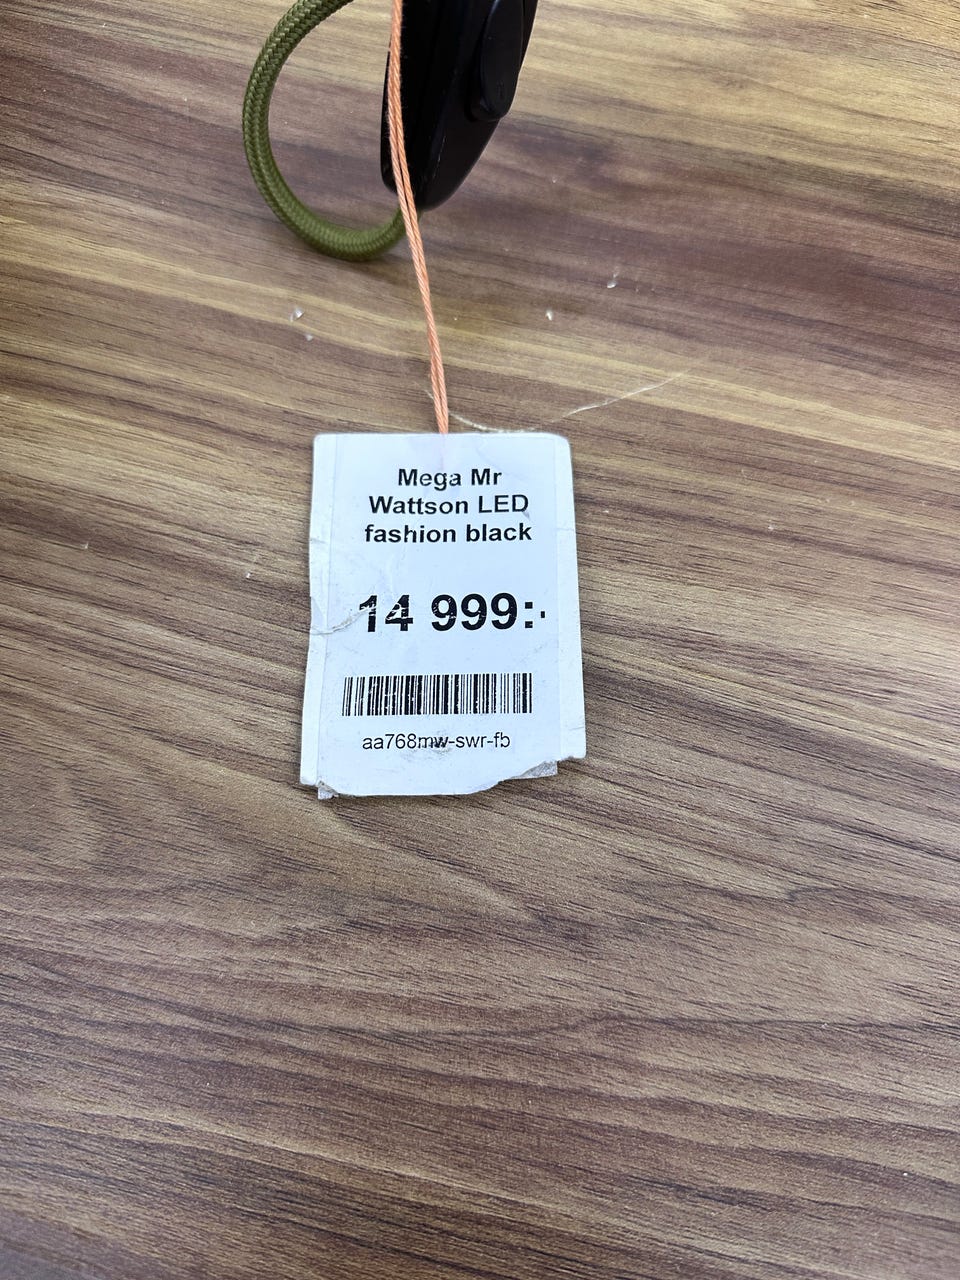 Mega Mr
Wattson LED
fashion black
14 999:-
aa768mw-swr-fb